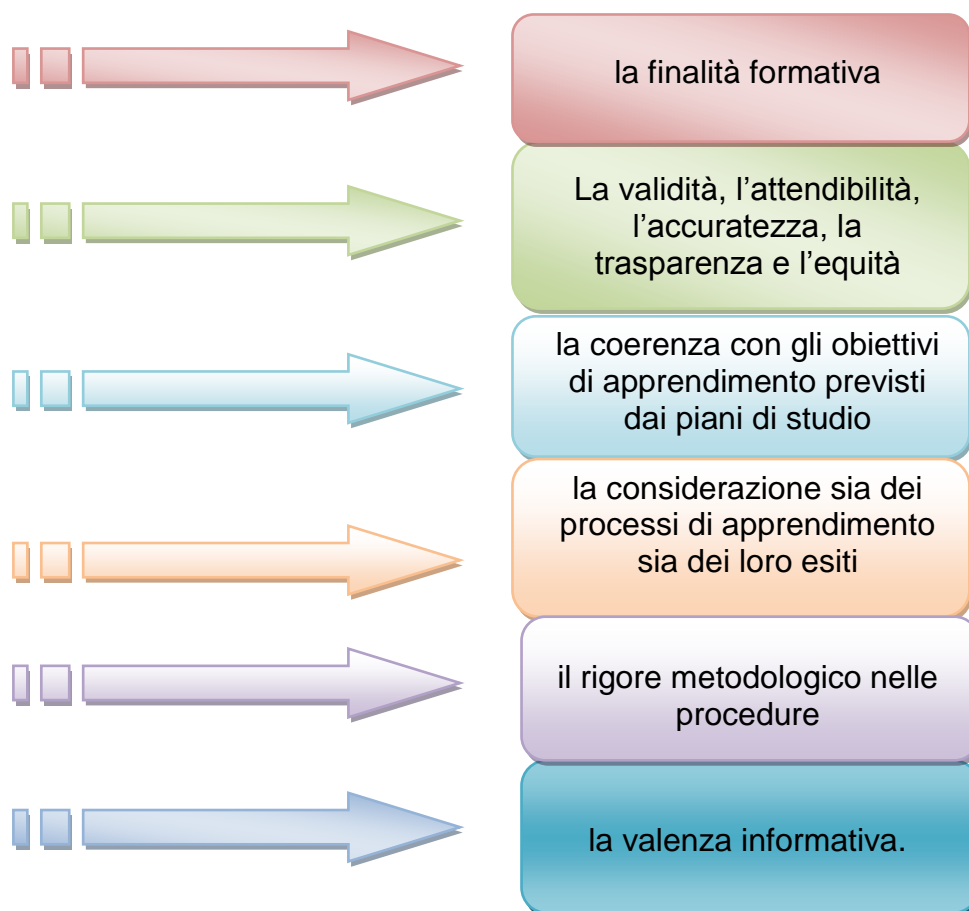 la finalità formativa
La validità, l’attendibilità,
l’accuratezza, la
trasparenza e l’equità
la coerenza con gli obiettivi
di apprendimento previsti
dai piani di studio
la considerazione sia dei
processi di apprendimento
sia dei loro esiti
il rigore metodologico nelle
procedure
la valenza informativa.